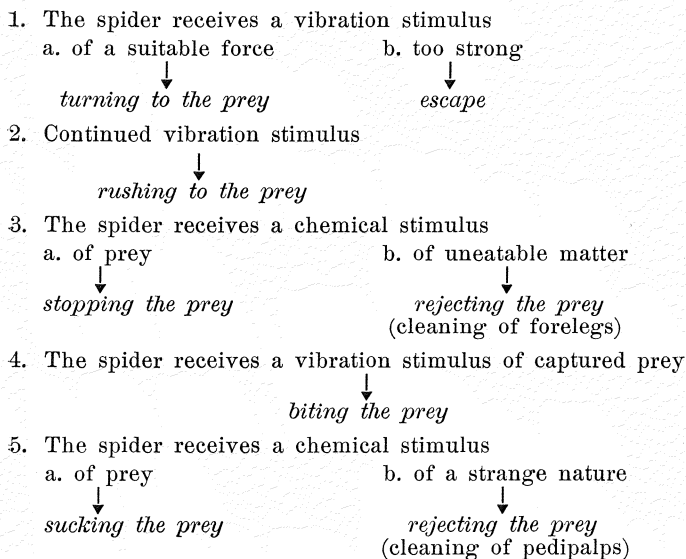 1. The spider receives a vibration stimulus
a. of a suitable force b. too strong
turning to the prey escape
2. Continued vibration stimulus
rushing to the prey
3. The spider receives a chemical stimulus
a. of prey b. of uneatable matter
stopping the prey rejecting the prey
(cleaning of forelegs)
4. The spider receives a vibration stimulus of captured prey
biting the prey
5. The spider receives a chemical stimulus
a. of prey b. of a strange nature
sucking the prey rejecting the prey
(cleaning of pedipalps)